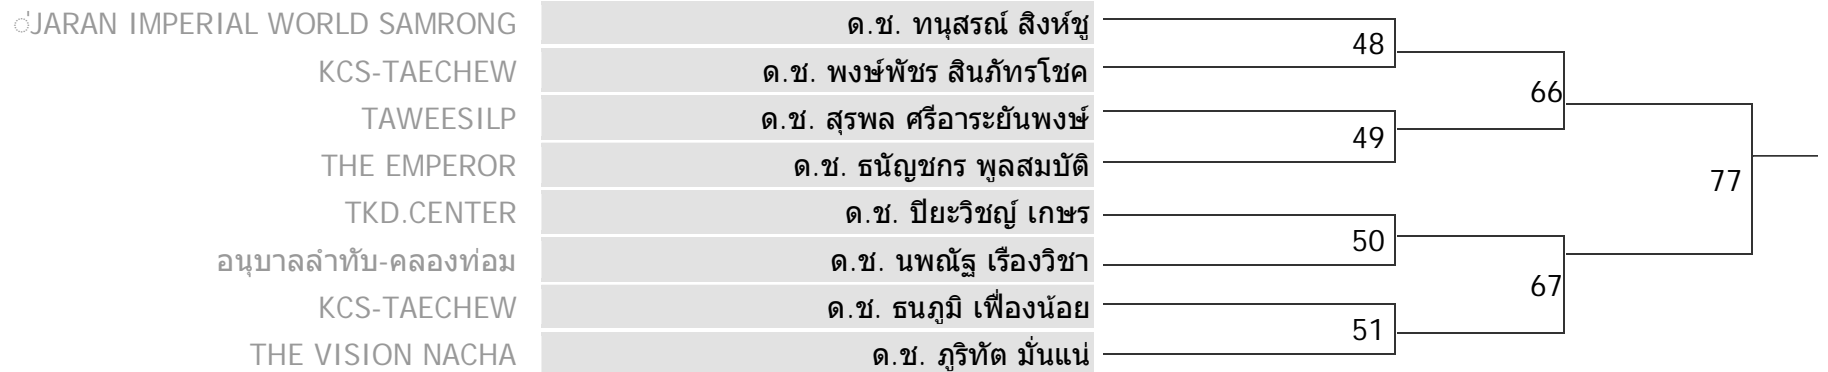 ่JARAN IMPERIAL WORLD SAMRONG ด.ช. ทนุสรณ์ สิงห์ชู
48
KCS-TAECHEW ด.ช. พงษ์พัชร สินภัทรโชค
66
TAWEESILP ด.ช. สุรพล ศรีอาระยันพงษ์
49
THE EMPEROR ด.ช. ธนัญชกร พูลสมบัติ
77
TKD.CENTER ด.ช. ปิยะวิชญ์ เกษร
50
อนุบาลลำทับ-คลองท่อม ด.ช. นพณัฐ เรืองวิชา
67
KCS-TAECHEW ด.ช. ธนภูมิ เฟื่องน้อย
51
THE VISION NACHA ด.ช. ภูริทัต มั่นแน่